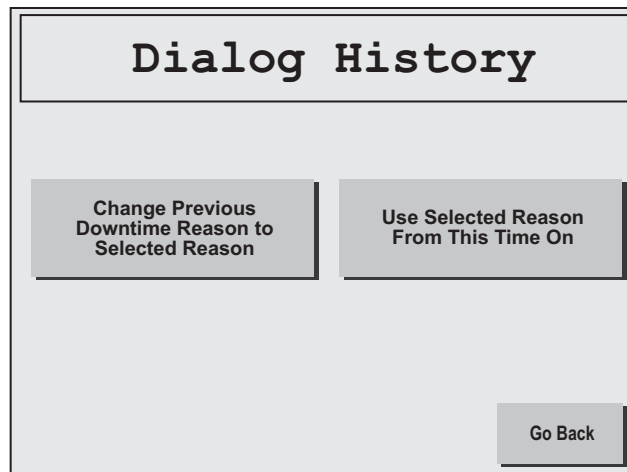 Dialog History
Change Previous
Downtime Reason to
Selected Reason
Use Selected Reason
From This Time On
Go Back